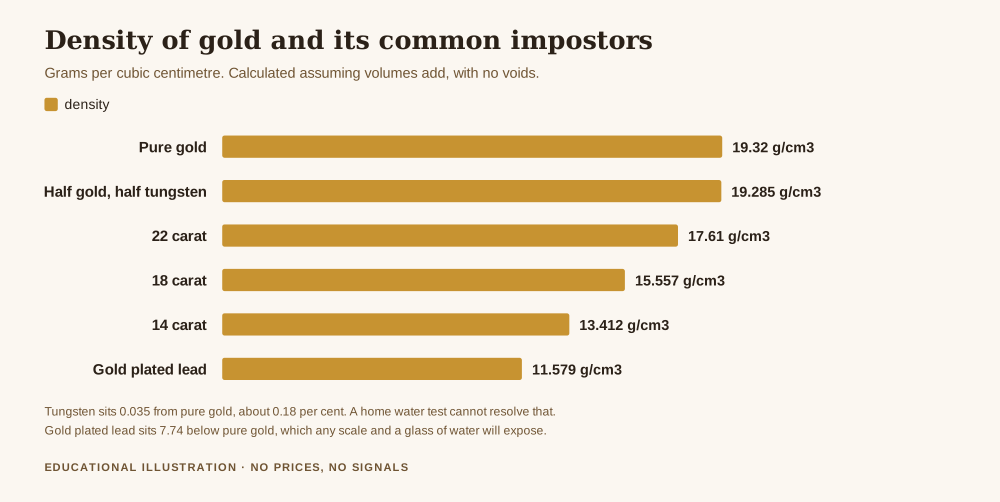 Density of gold and its common impostors
Grams per cubic centimetre. Calculated assuming volumes add, with no voids.
density
Pure gold 19.32 g/cm3
Half gold, half tungsten 19.285 g/cm3
22 carat 17.61 g/cm3
18 carat 15.557 g/cm3
14 carat 13.412 g/cm3
Gold plated lead 11.579 g/cm3
Tungsten sits 0.035 from pure gold, about 0.18 per cent. A home water test cannot resolve that.
Gold plated lead sits 7.74 below pure gold, which any scale and a glass of water will expose.
EDUCATIONAL ILLUSTRATION · NO PRICES, NO SIGNALS